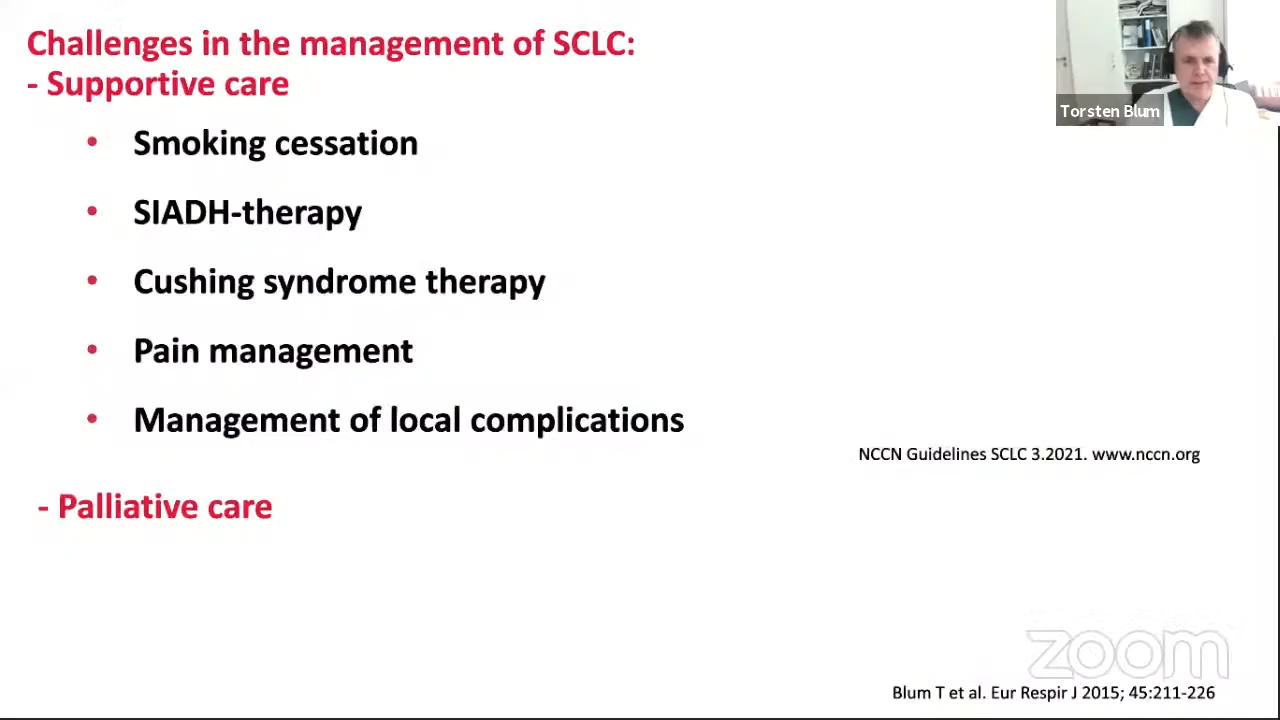 Challenges in the management of SCLC:
- Supportive care
Torsten Blum
• Smoking cessation
• SIADH-therapy
• Cushing syndrome therapy
• Pain management
• Management of local complications
NCCN Guidelines SCLC 3.2021. www.nccn.org
- Palliative care
zoom
Blum T et al. Eur Respir J 2015; 45:211-226